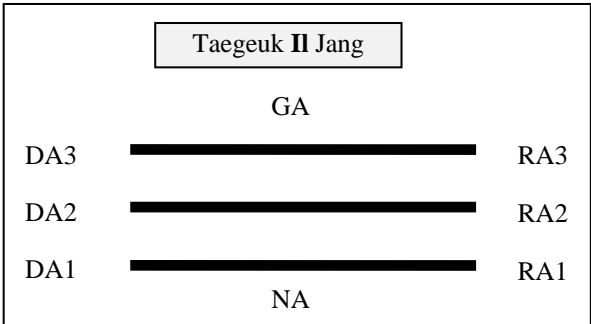 Taegeuk Il Jang
GA
DA3 RA3
DA2 RA2
DA1 RA1
NA